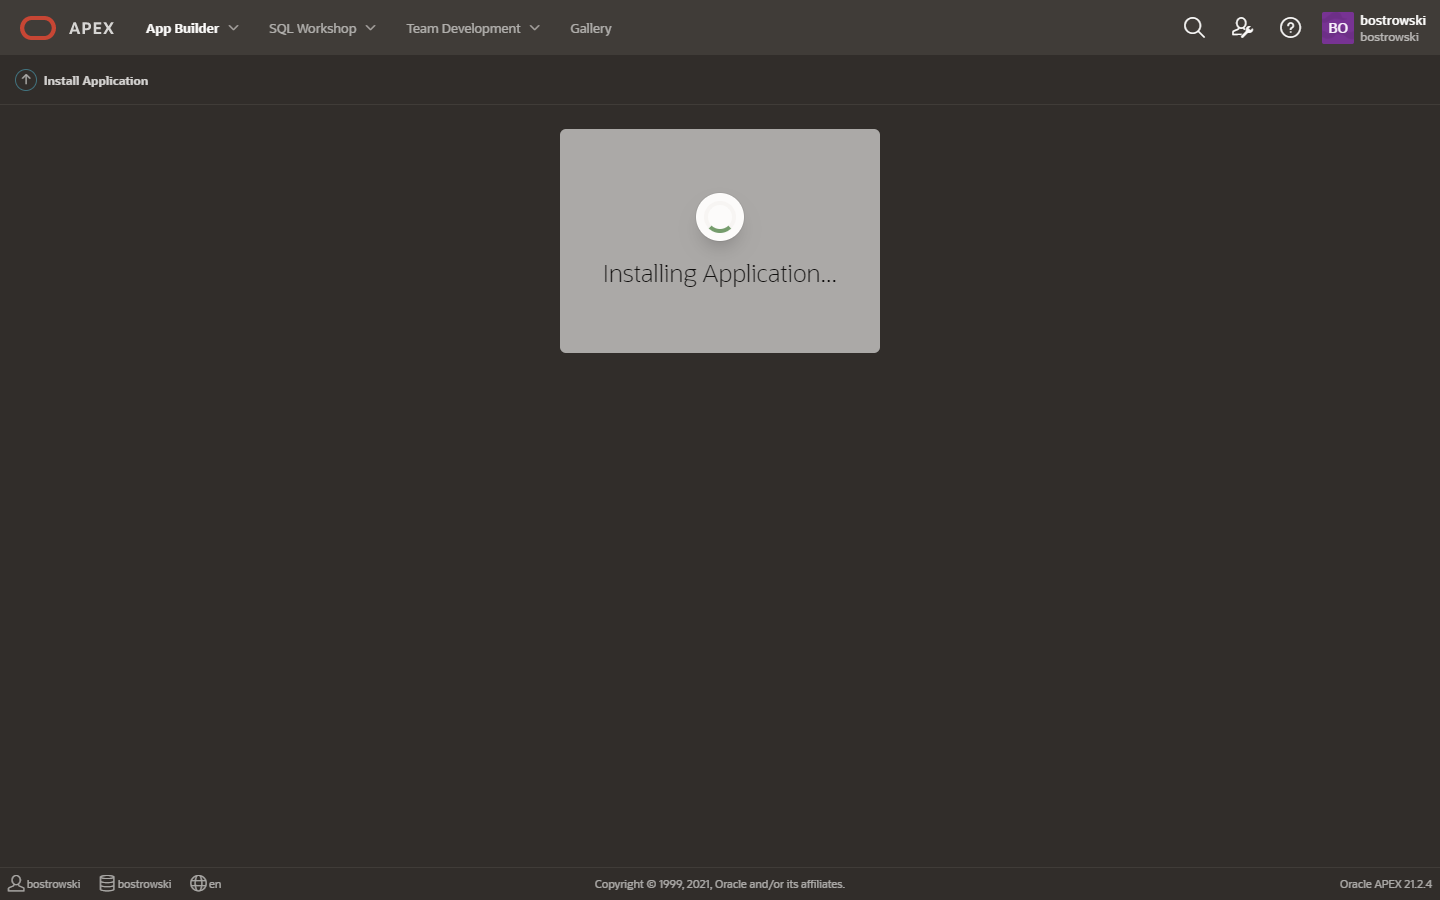 APEX
App Builder
SQL Workshop
Team Development
Gallery
BO
bostrowski
bostrowski
Install Application
Installing Application...
bostrowski
bostrowski
en
Copyright © 1999, 2021, Oracle and/or its affiliates.
Oracle APEX 21.2.4